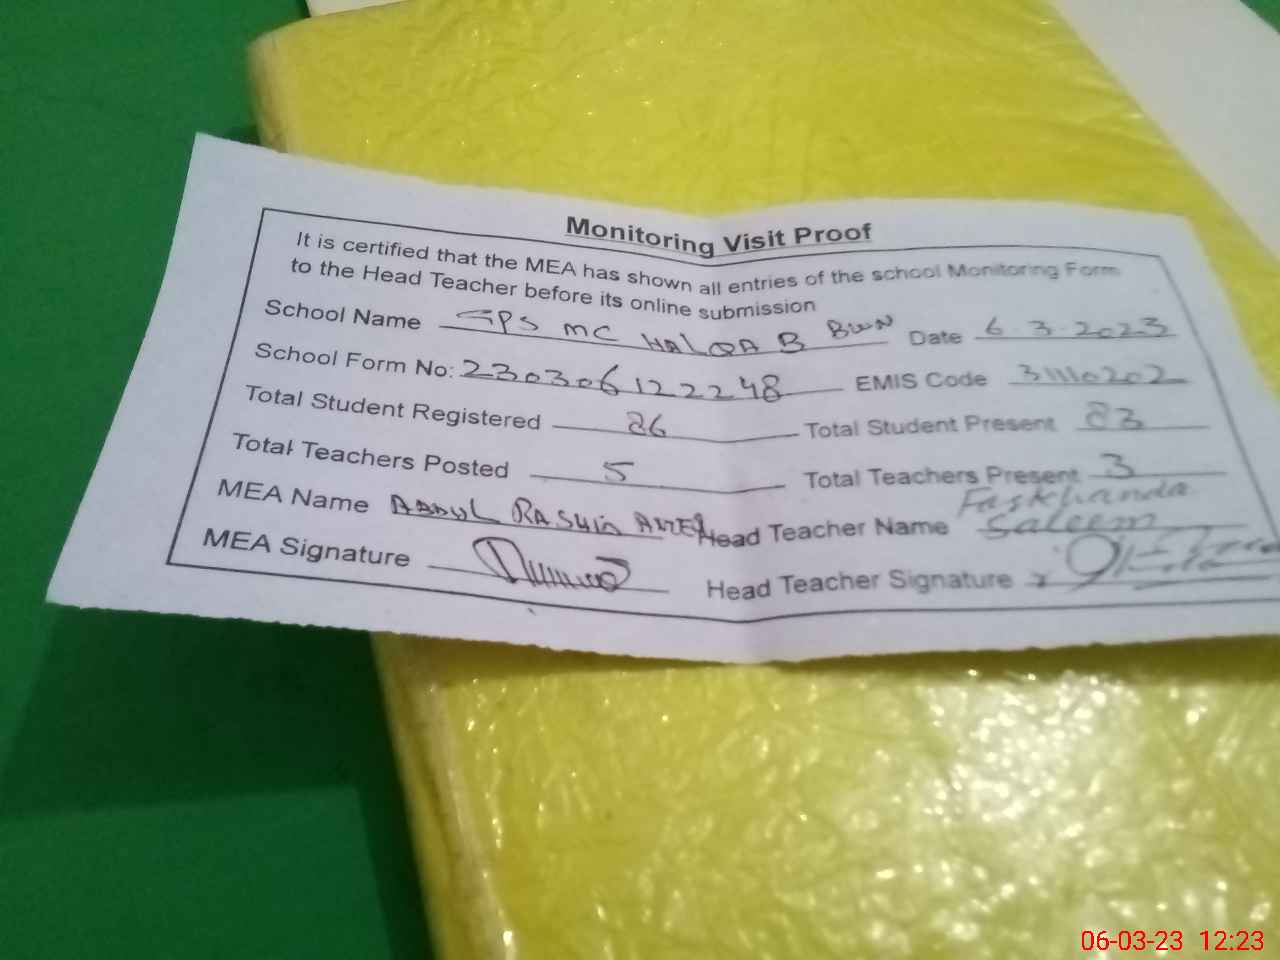 Monitoring Visit Proof
It is certified that the MEA has shown all entries of the school Monitoring Form
to the Head Teacher before its online submission
School Name GPS MC HALQA B BWN Date 6 3 2023
School Form No: 230306122248 EMIS Code 31110202
Total Student Registered 86 Total Student Present 83
Total Teachers Posted 5 Total Teachers Present 3
MEA Name ABDUL RASHID Head Teacher Name Farkhanda
Saleem
MEA Signature Head Teacher Signature
06-03-23 12:23